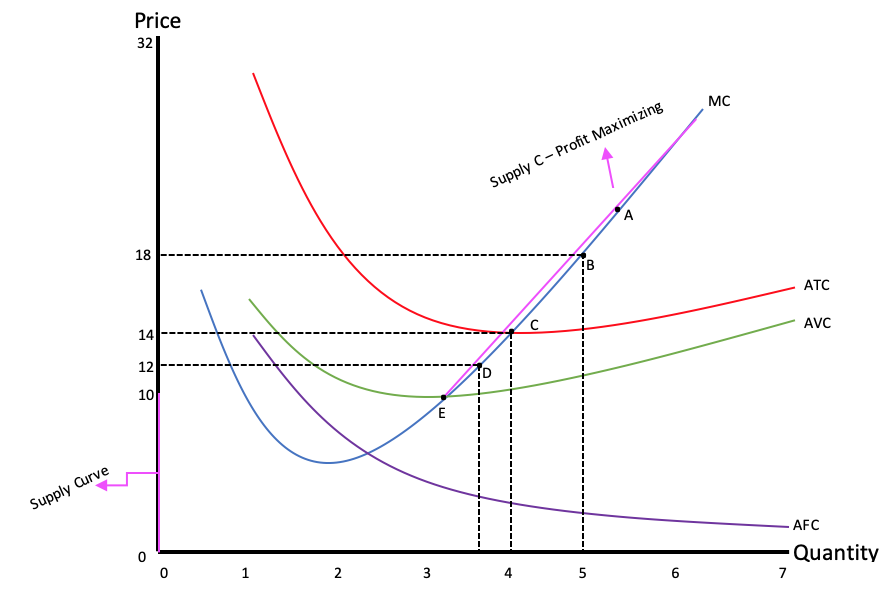 Price
32
MC
Supply C – Profit Maximizing
A
18
B
ATC
C
AVC
14
12
D
10
E
Supply Curve
AFC
0
Quantity
0 1 2 3 4 5 6 7